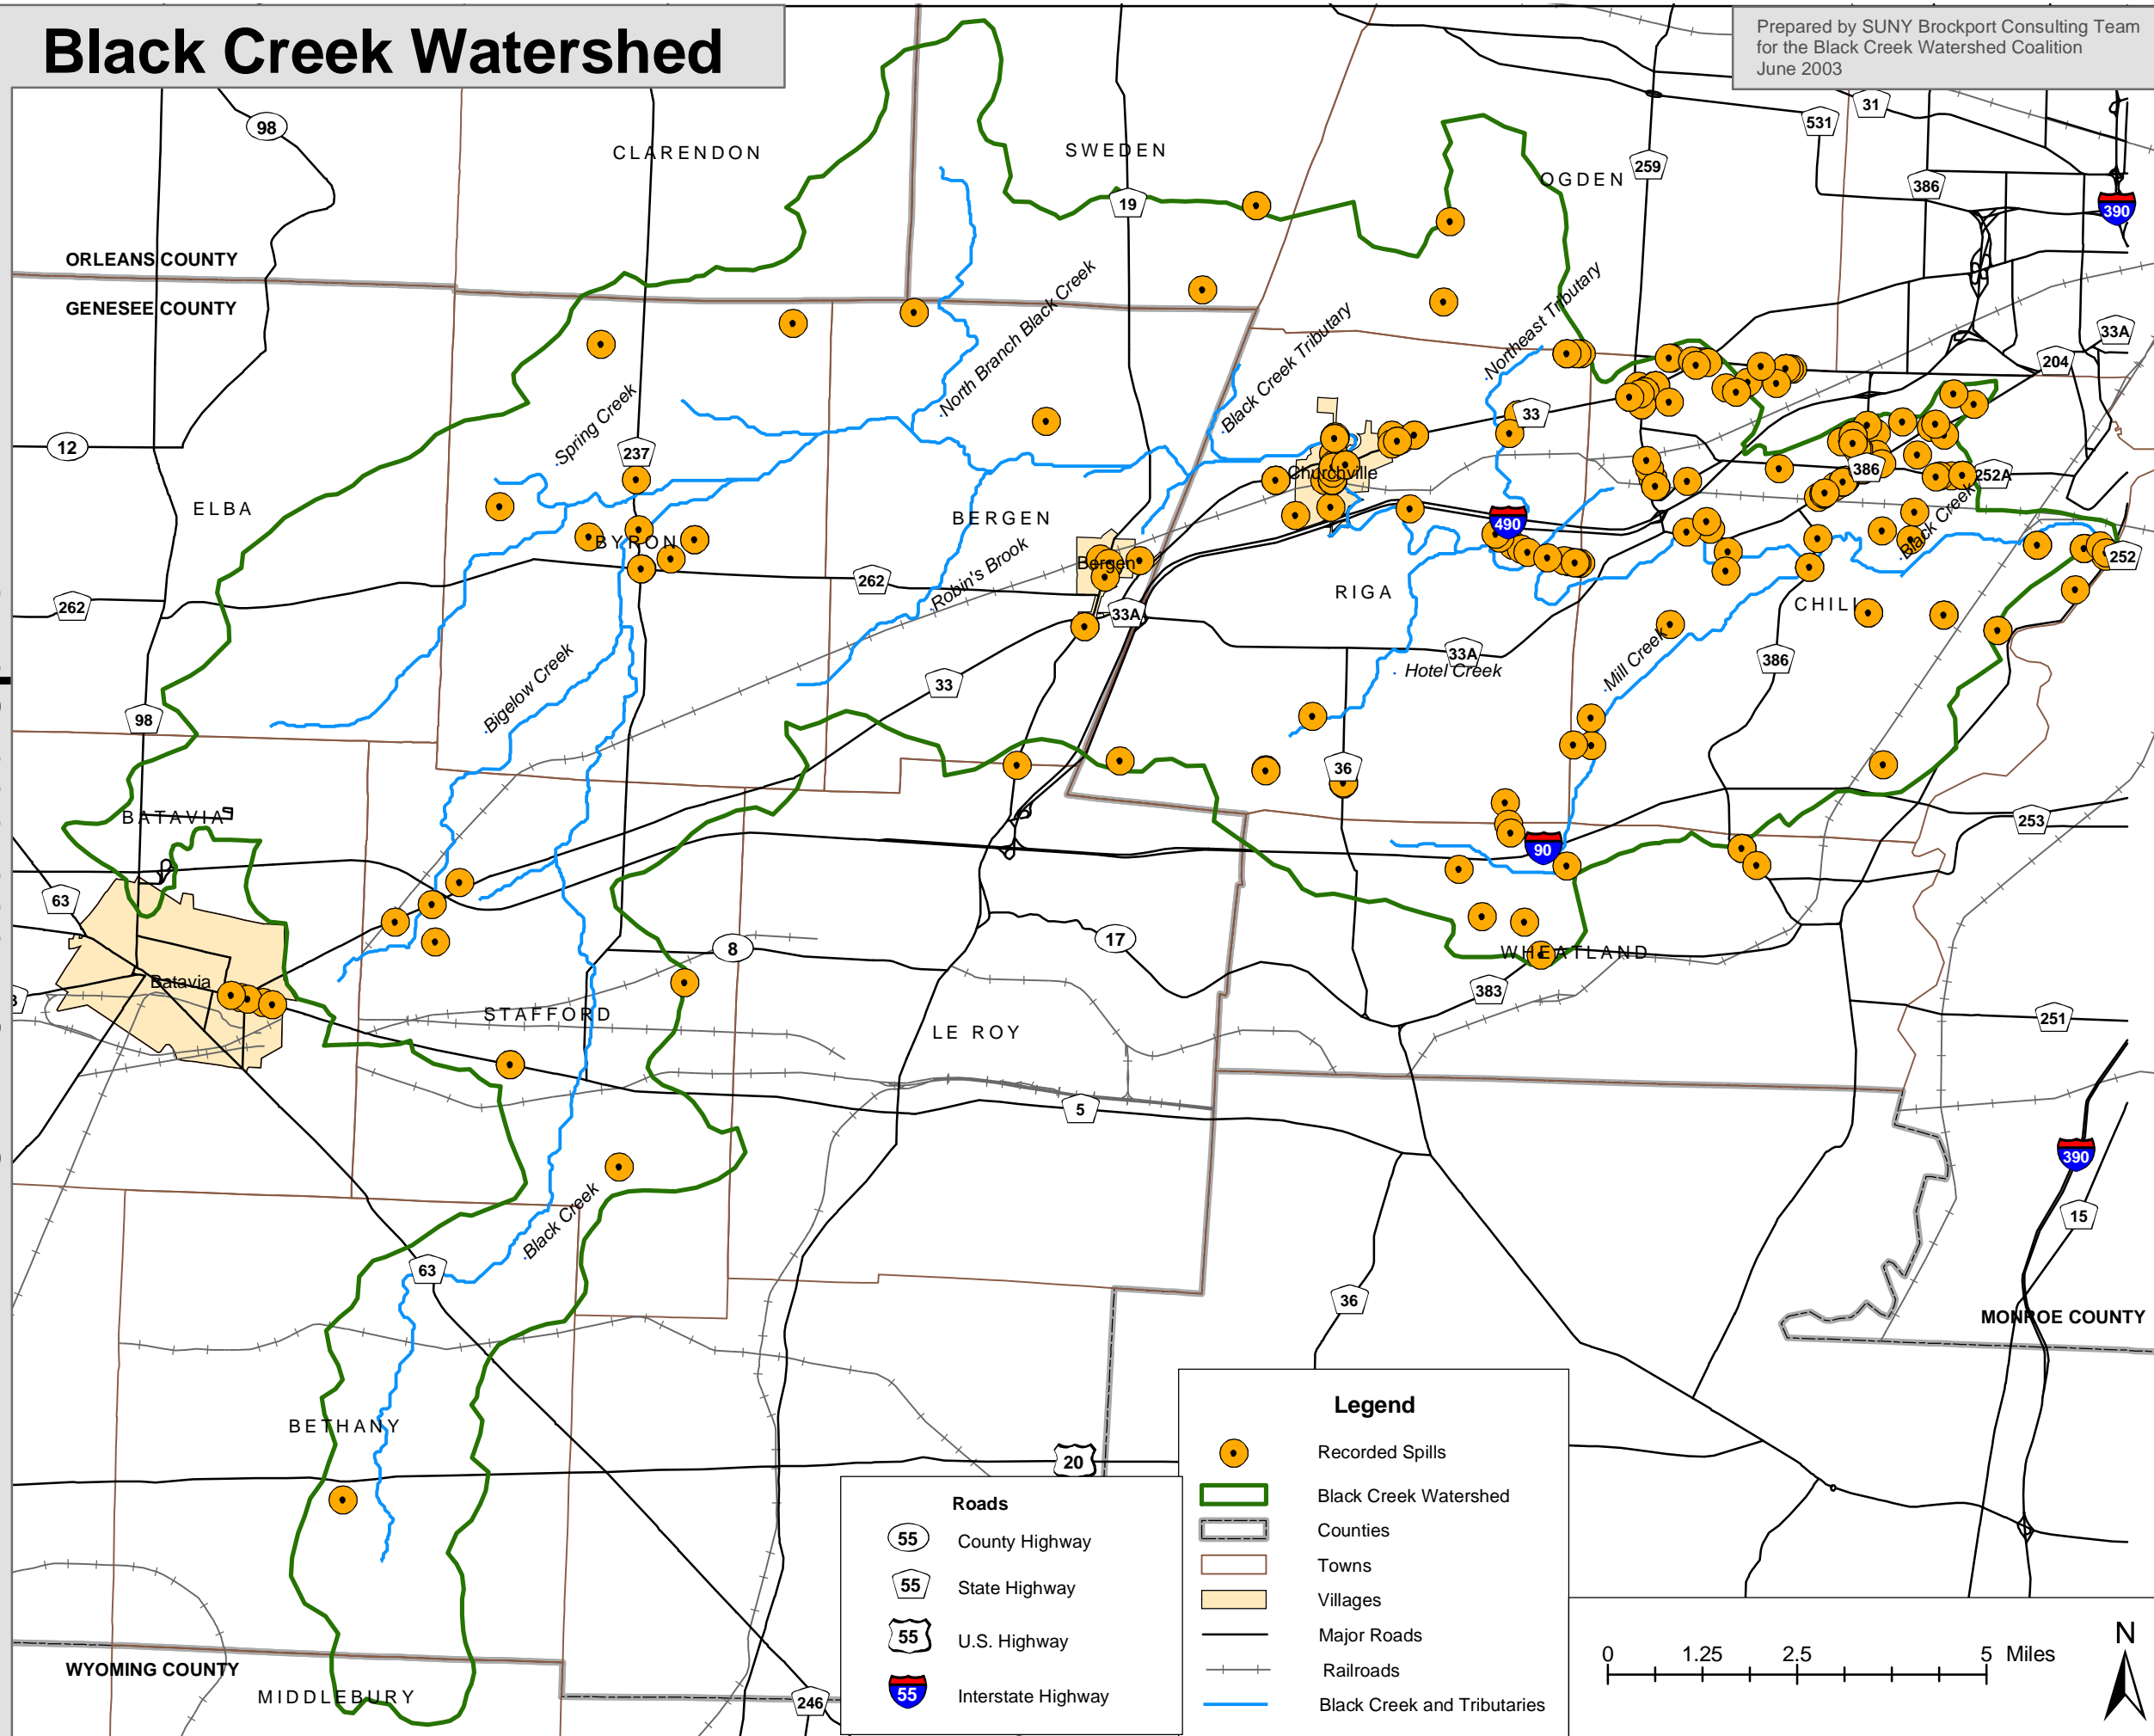 Black Creek Watershed
Prepared by SUNY Brockport Consulting Team
for the Black Creek Watershed Coalition
June 2003
98
31
531
CLARENDON
SWEDEN
259
OGDEN
386
19
390
ORLEANS COUNTY
GENESEE COUNTY
North Branch Black Creek
Black Creek Tributary
Northeast Tributary
33A
204
Spring Creek
33
12
237
Churchville
386
252A
ELBA
BERGEN
490
Black Creek
BYRON
Bergen
Robin's Brook
252
262
262
RIGA
33A
CHILI
33A
Hotel Creek
Mill Creek
386
Bigelow Creek
33
98
36
BATAVIA
253
90
63
8
17
WHEATLAND
Batavia
383
STAFFORD
LE ROY
251
5
390
Black Creek
15
63
36
MONROE COUNTY
BETHANY
20
WYOMING COUNTY
MIDDLEBURY
246
Roads
55 County Highway
55 State Highway
55 U.S. Highway
55 Interstate Highway
Legend
Recorded Spills
Black Creek Watershed
Counties
Towns
Villages
Major Roads
Railroads
Black Creek and Tributaries
0 1.25 2.5 5 Miles
N